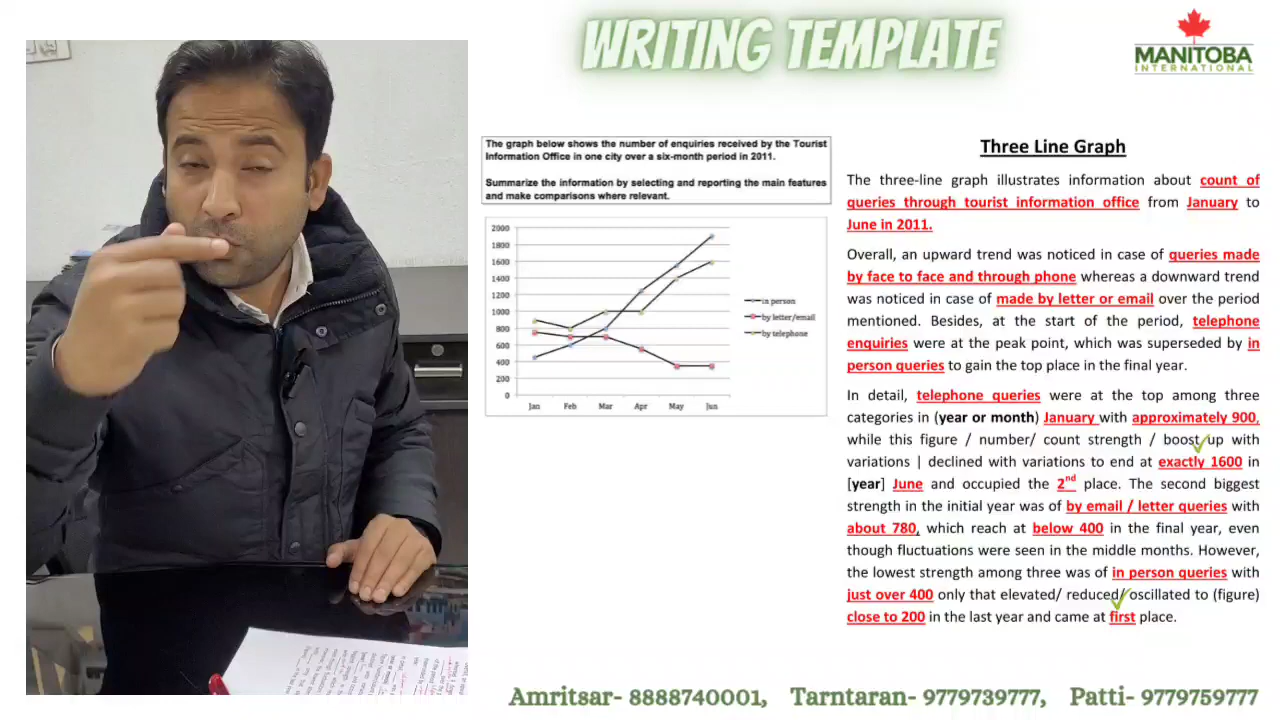 WRITING TEMPLATE
MANITOBA
INTERNATIONAL
The graph below shows the number of enquiries received by the Tourist
Information Office in one city over a six-month period in 2011.
Summarize the information by selecting and reporting the main features
and make comparisons where relevant.
2000
1800
1600
1400
1200
1000
800
600
400
200
0
Jan Feb Mar Apr May Jun
in person
by letter/email
by telephone
Three Line Graph
The three-line graph illustrates information about count of
queries through tourist information office from January to
June in 2011.
Overall, an upward trend was noticed in case of queries made
by face to face and through phone whereas a downward trend
was noticed in case of made by letter or email over the period
mentioned. Besides, at the start of the period, telephone
enquiries were at the peak point, which was superseded by in
person queries to gain the top place in the final year.
In detail, telephone queries were at the top among three
categories in (year or month) January with approximately 900,
while this figure / number/ count strength / boost up with
variations | declined with variations to end at exactly 1600 in
[year] June and occupied the 2nd place. The second biggest
strength in the initial year was of by email / letter queries with
about 780, which reach at below 400 in the final year, even
though fluctuations were seen in the middle months. However,
the lowest strength among three was of in person queries with
just over 400 only that elevated/ reduced/ oscillated to (figure)
close to 200 in the last year and came at first place.
Amritsar- 8888740001, Tarntaran- 9779739777, Patti- 9779759777